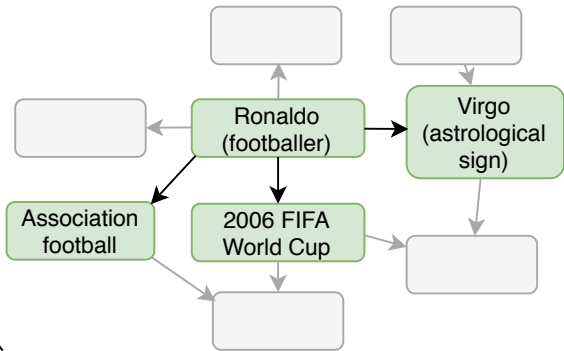 Ronaldo
(footballer)
Virgo
(astrological
sign)
Association
football
2006 FIFA
World Cup